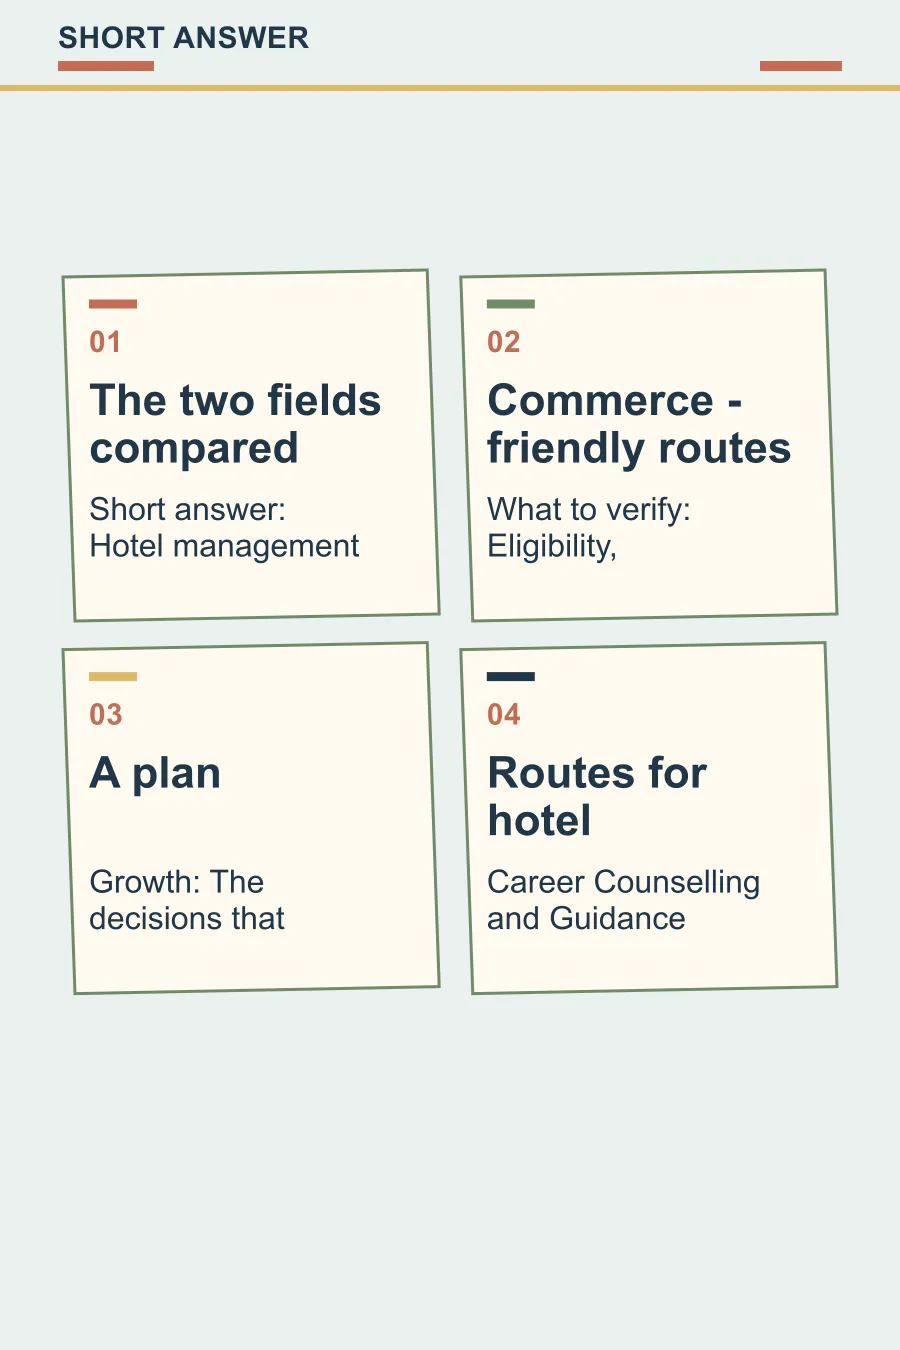 SHORT ANSWER
01
The two fields
compared
Short answer:
Hotel management
02
Commerce -
friendly routes
What to verify:
Eligibility,
03
A plan
Growth: The
decisions that
04
Routes for
hotel
Career Counselling
and Guidance